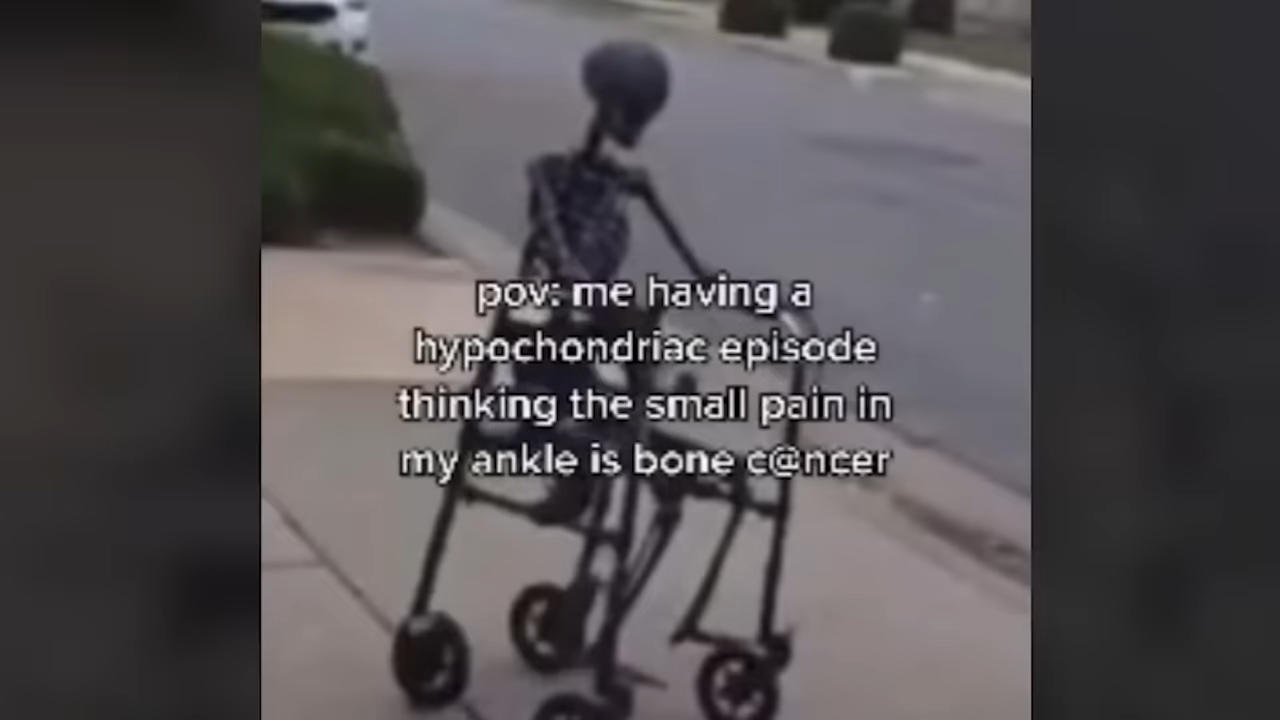 pov: me having a
hypochondriac episode
thinking the small pain in
my ankle is bone c@ncer